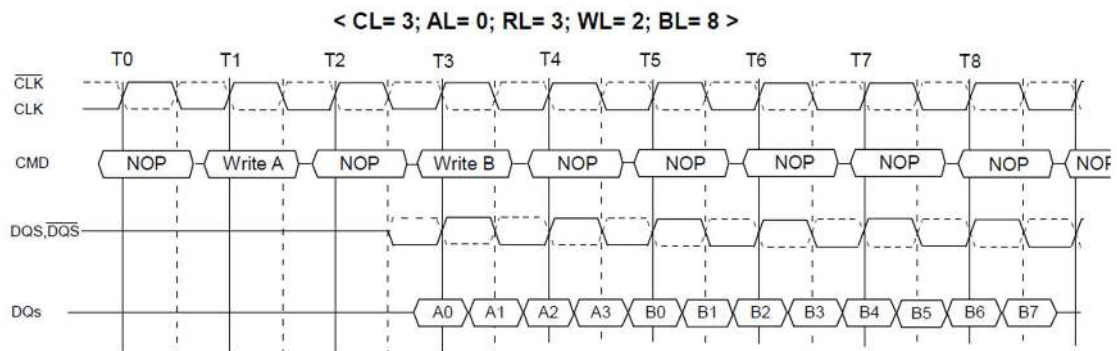 < CL= 3; AL= 0; RL= 3; WL= 2; BL= 8 >
T0 T1 T2 T3 T4 T5 T6 T7 T8
CLK
CLK
CMD NOP Write A NOP Write B NOP NOP NOP NOP NOP NOP
DQS,DQS
DQs A0 A1 A2 A3 B0 B1 B2 B3 B4 B5 B6 B7